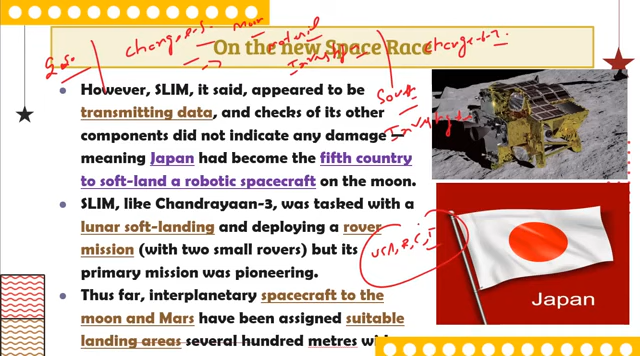 On the new Space Race
However, SLIM, it said, appeared to be
transmitting data, and checks of its other
components did not indicate any damage —
meaning Japan had become the fifth country
to soft-land a robotic spacecraft on the moon.
SLIM, like Chandrayaan-3, was tasked with a
lunar soft-landing and deploying a rover
mission (with two small rovers) but its
primary mission was pioneering.
Thus far, interplanetary spacecraft to the
moon and Mars have been assigned suitable
landing areas several hundred metres
USA, R, C, I
Japan